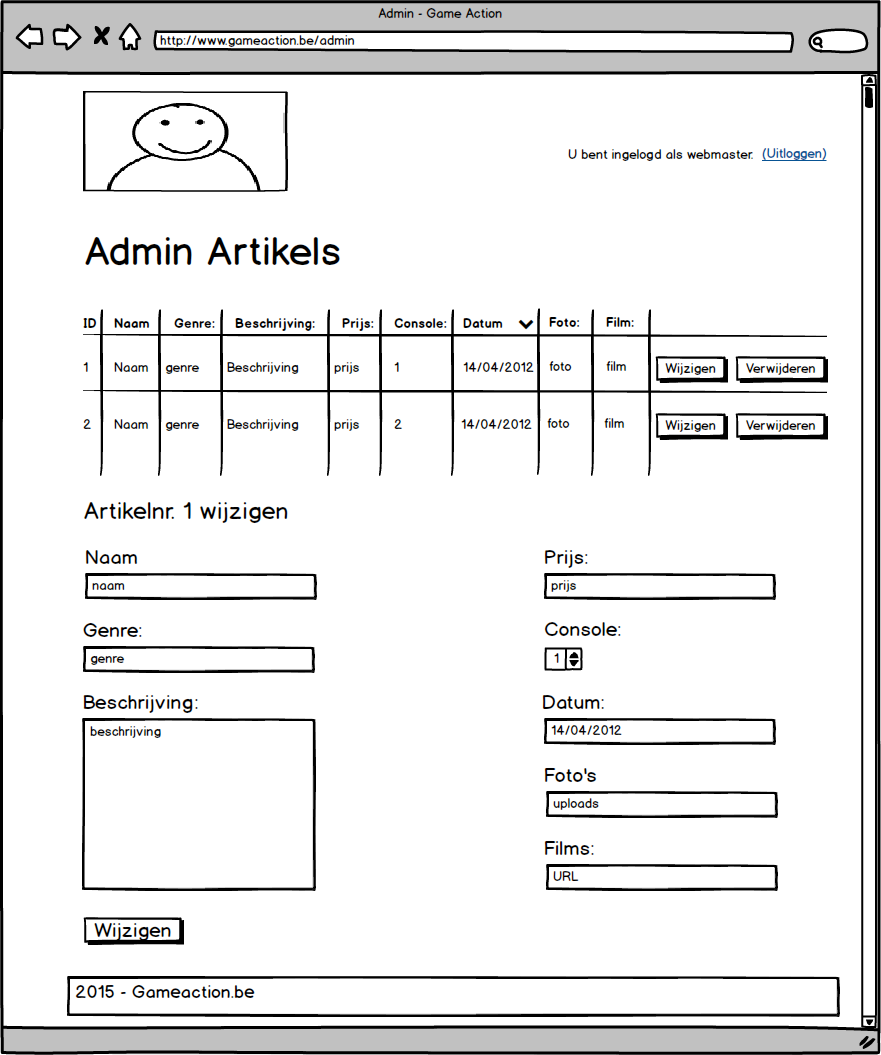 Admin - Game Action
http://www.gameaction.be/admin
U bent ingelogd als webmaster. (Uitloggen)
Admin Artikels
ID Naam Genre: Beschrijving: Prijs: Console: Datum Foto: Film:
1 Naam genre Beschrijving prijs 1 14/04/2012 foto film Wijzigen Verwijderen
2 Naam genre Beschrijving prijs 2 14/04/2012 foto film Wijzigen Verwijderen
Artikelnr. 1 wijzigen
Naam
naam
Genre:
genre
Beschrijving:
beschrijving
Prijs:
prijs
Console:
1
Datum:
14/04/2012
Foto's
uploads
Films:
URL
Wijzigen
2015 - Gameaction.be